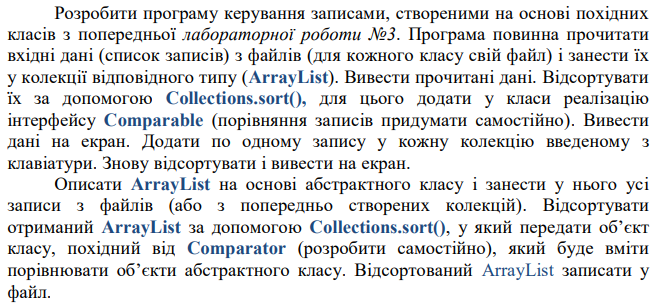 Розробити програму керування записами, створеними на основі похідних
класів з попередньої лабораторної роботи №3. Програма повинна прочитати
вхідні дані (список записів) з файлів (для кожного класу свій файл) і занести їх
у колекції відповідного типу (ArrayList). Вивести прочитані дані. Відсортувати
їх за допомогою Collections.sort(), для цього додати у класи реалізацію
інтерфейсу Comparable (порівняння записів придумати самостійно). Вивести
дані на екран. Додати по одному запису у кожну колекцію введеному з
клавіатури. Знову відсортувати і вивести на екран.
Описати ArrayList на основі абстрактного класу і занести у нього усі
записи з файлів (або з попередньо створених колекцій). Відсортувати
отриманий ArrayList за допомогою Collections.sort(), у який передати об’єкт
класу, похідний від Comparator (розробити самостійно), який буде вміти
порівнювати об’єкти абстрактного класу. Відсортований ArrayList записати у
файл.